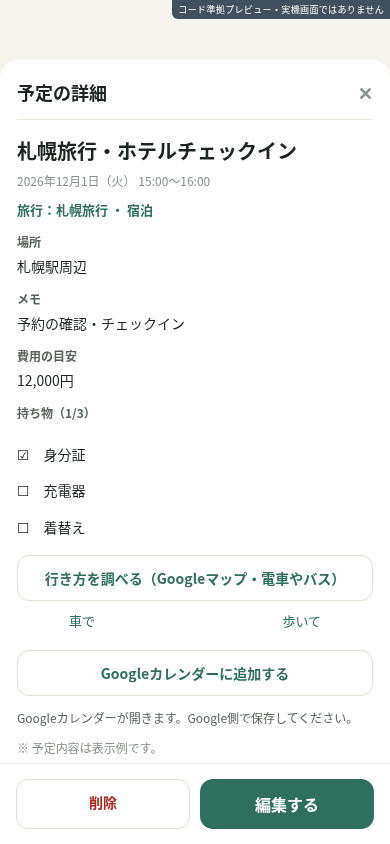 コード準拠プレビュー・実機画面ではありません
予定の詳細 ×
札幌旅行・ホテルチェックイン
2026年12月1日（火） 15:00〜16:00
旅行：札幌旅行 ・ 宿泊
場所
札幌駅周辺
メモ
予約の確認・チェックイン
費用の目安
12,000円
持ち物（1/3）
☑ 身分証
☐ 充電器
☐ 着替え
行き方を調べる（Googleマップ・電車やバス）
車で 歩いて
Googleカレンダーに追加する
Googleカレンダーが開きます。Google側で保存してください。
※ 予定内容は表示例です。
削除 編集する